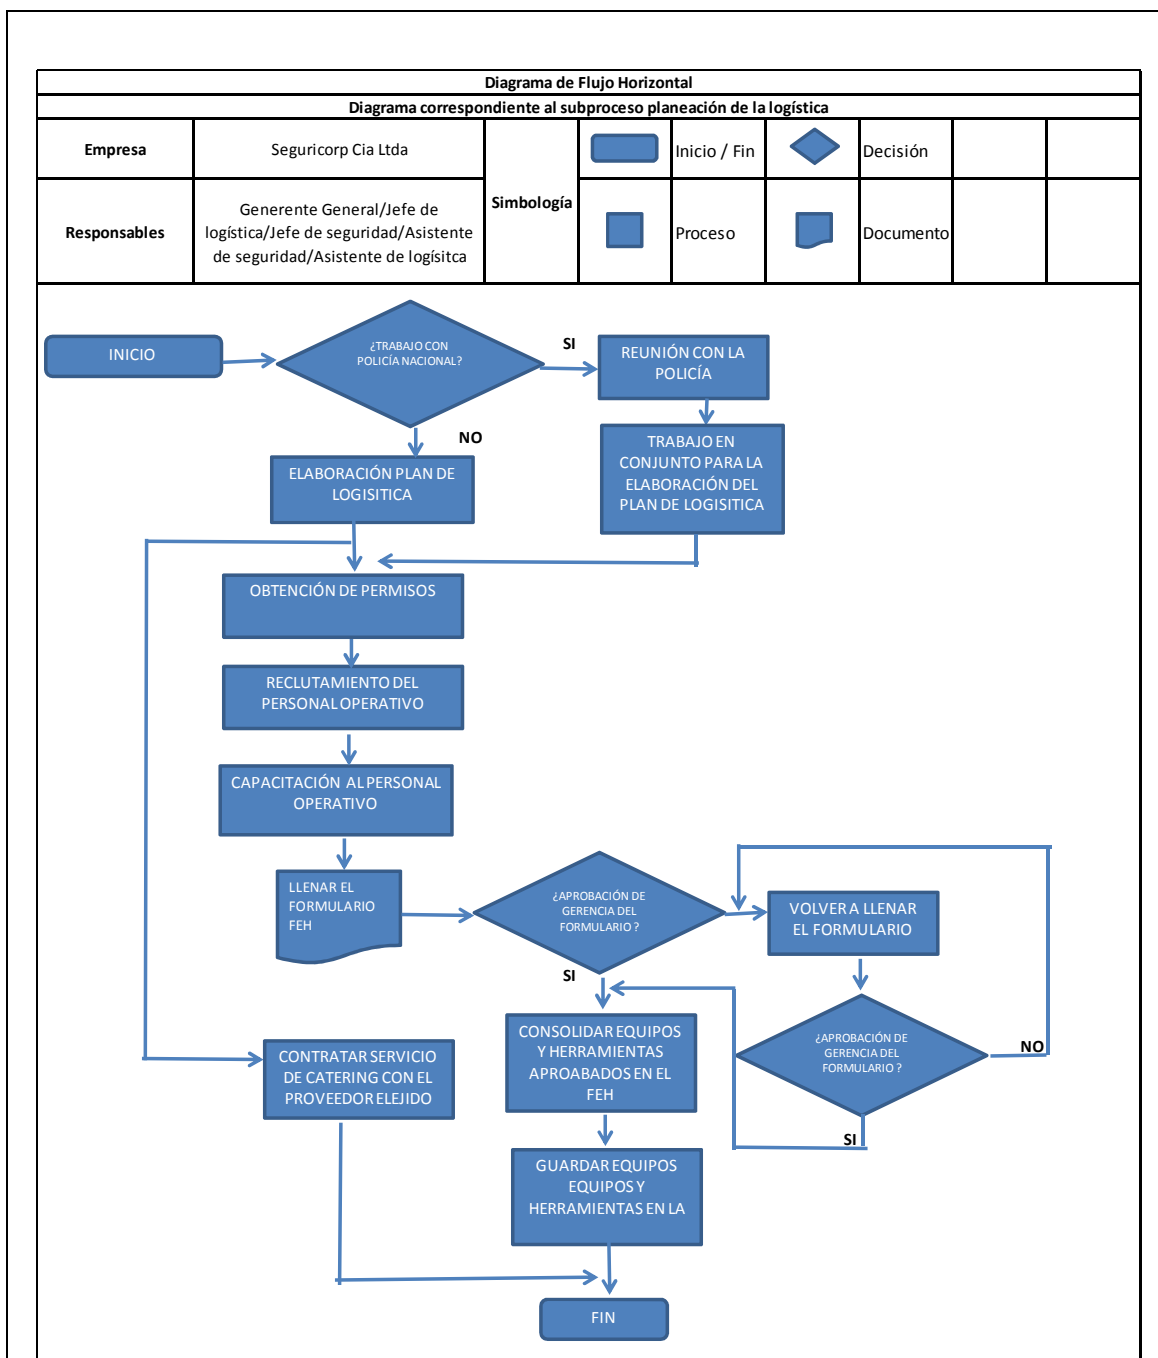 Diagrama de Flujo Horizontal
Diagrama correspondiente al subproceso planeación de la logística
Empresa
Seguricorp Cia Ltda
Simbología
Inicio / Fin
Decisión
Responsables
Generente General/Jefe de
logística/Jefe de seguridad/Asistente
de seguridad/Asistente de logísitca
Proceso
Documento
INICIO
¿TRABAJO CON
POLICÍA NACIONAL?
SI
REUNIÓN CON LA
POLICÍA
NO
ELABORACIÓN PLAN DE
LOGISITICA
TRABAJO EN
CONJUNTO PARA LA
ELABORACIÓN DEL
PLAN DE LOGISITICA
OBTENCIÓN DE PERMISOS
RECLUTAMIENTO DEL
PERSONAL OPERATIVO
CAPACITACIÓN AL PERSONAL
OPERATIVO
LLENAR EL
FORMULARIO
FEH
¿APROBACIÓN DE
GERENCIA DEL
FORMULARIO ?
VOLVER A LLENAR
EL FORMULARIO
SI
CONSOLIDAR EQUIPOS
Y HERRAMIENTAS
APROABADOS EN EL
FEH
¿APROBACIÓN DE
GERENCIA DEL
FORMULARIO ?
NO
SI
CONTRATAR SERVICIO
DE CATERING CON EL
PROVEEDOR ELEJIDO
GUARDAR EQUIPOS
EQUIPOS Y
HERRAMIENTAS EN LA
FIN